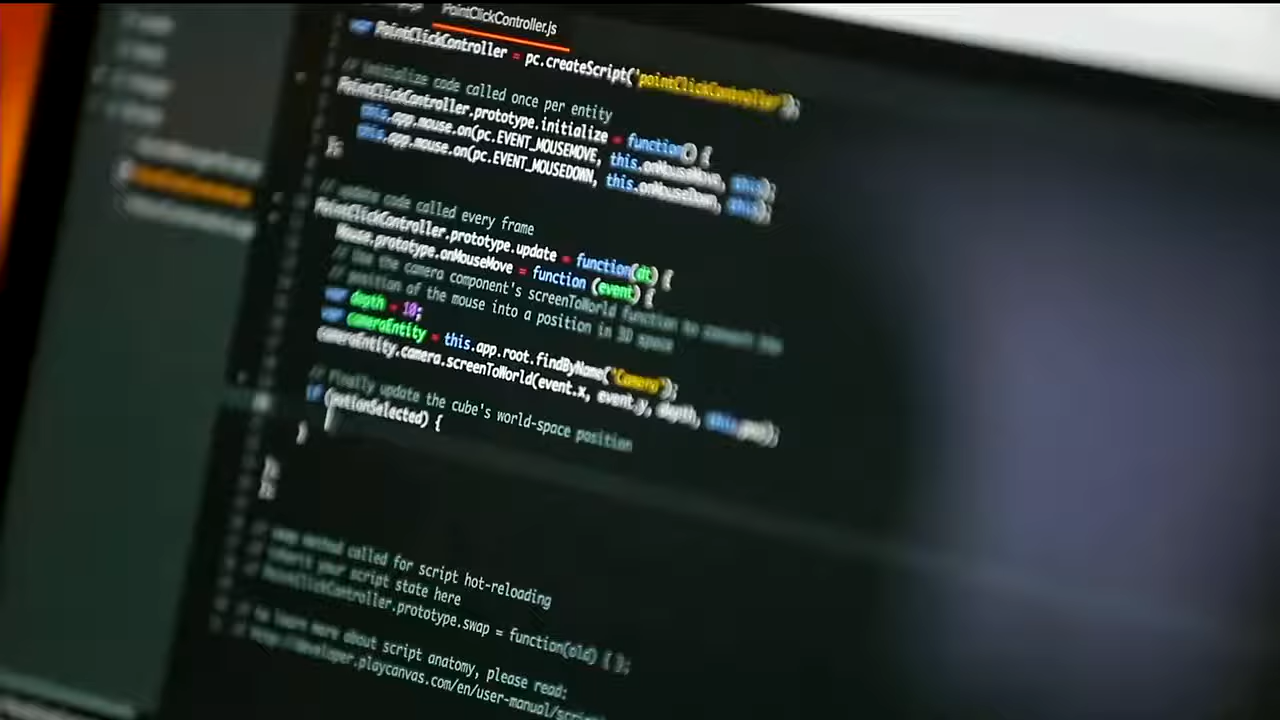 PointClickController.js
var PointClickController = pc.createScript('pointClickController');
// initialize code called once per entity
PointClickController.prototype.initialize = function() {
this.app.mouse.on(pc.EVENT_MOUSEMOVE, this.onMouseMove, this);
this.app.mouse.on(pc.EVENT_MOUSEDOWN, this.onMouseDown, this);
};
// update code called every frame
PointClickController.prototype.update = function(dt) {
Mouse.prototype.onMouseMove = function (event) {
// Use the camera component's screenToWorld function to convert the
// position of the mouse into a position in 3D space
var depth = 10;
var cameraEntity = this.app.root.findByName('Camera');
cameraEntity.camera.screenToWorld(event.x, event.y, depth, this.pos);
// Finally update the cube's world-space position
if (potionSelected) {
}
};
};
// swap method called for script hot-reloading
// inherit your script state here
// PointClickController.prototype.swap = function(old) { };
// to learn more about script anatomy, please read:
// http://developer.playcanvas.com/en/user-manual/scrip